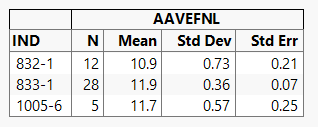 AAVEFNL
IND N Mean Std Dev Std Err
832-1 12 10.9 0.73 0.21
833-1 28 11.9 0.36 0.07
1005-6 5 11.7 0.57 0.25